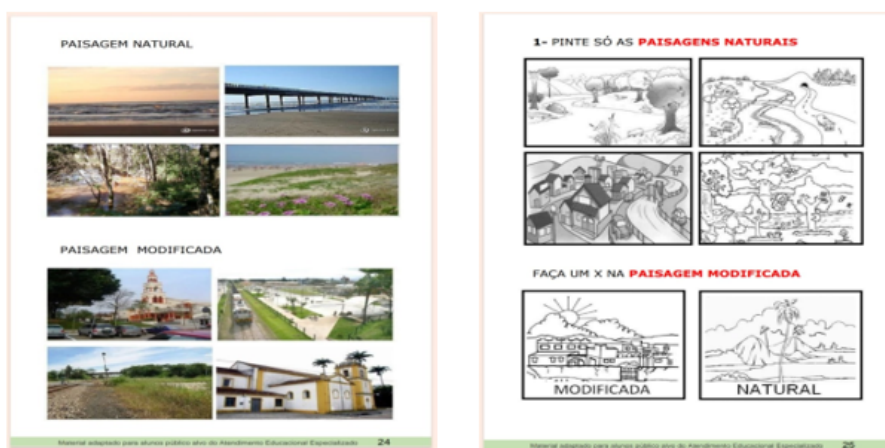 PAISAGEM NATURAL
PAISAGEM MODIFICADA
Material adaptado para alunos público alvo do Atendimento Educacional Especializado 24
1- PINTE SÓ AS PAISAGENS NATURAIS
FAÇA UM X NA PAISAGEM MODIFICADA
MODIFICADA
NATURAL
Material adaptado para alunos público alvo do Atendimento Educacional Especializado 25